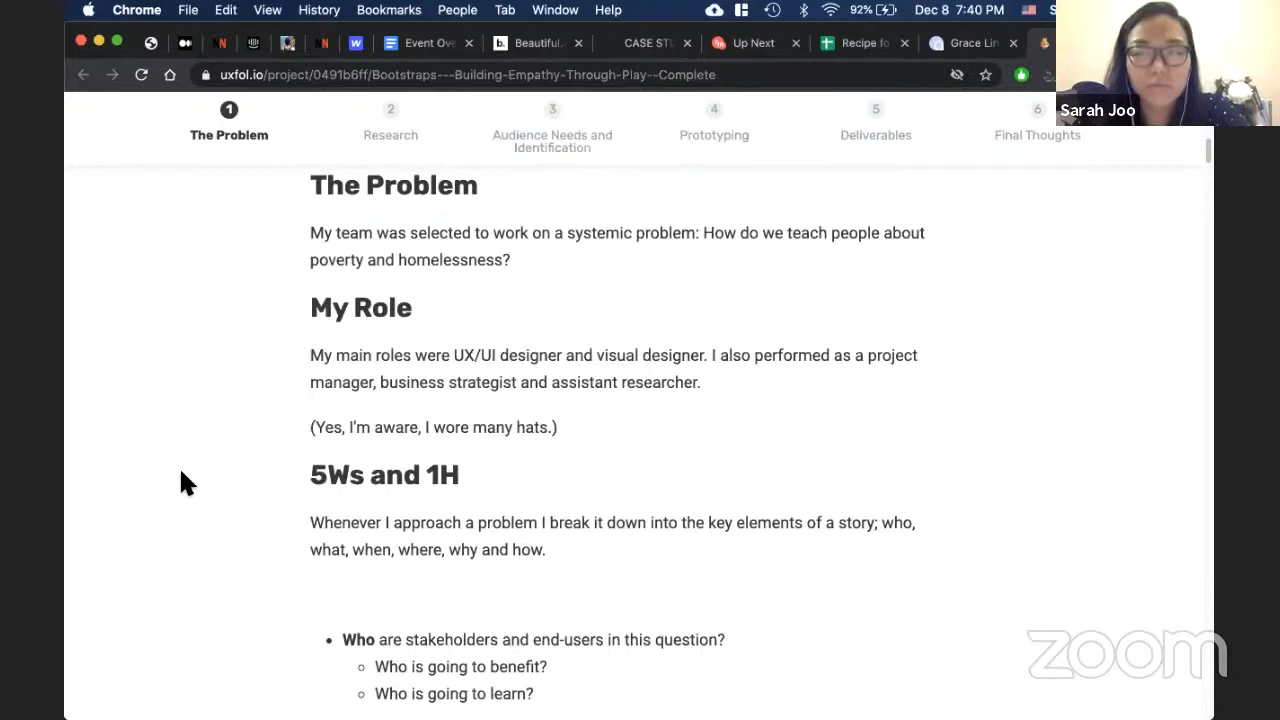 Chrome File Edit View History Bookmarks People Tab Window Help 92% Dec 8 7:40 PM
Event Ove Beautiful. CASE STU Up Next Recipe fo Grace Lin
uxfol.io/project/0491b6ff/Bootstraps---Building-Empathy-Through-Play--Complete
Sarah Joo
1 2 3 4 5 6
The Problem Research Audience Needs and Prototyping Deliverables Final Thoughts
Identification
The Problem
My team was selected to work on a systemic problem: How do we teach people about
poverty and homelessness?
My Role
My main roles were UX/UI designer and visual designer. I also performed as a project
manager, business strategist and assistant researcher.
(Yes, I'm aware, I wore many hats.)
5Ws and 1H
Whenever I approach a problem I break it down into the key elements of a story; who,
what, when, where, why and how.
• Who are stakeholders and end-users in this question?
◦ Who is going to benefit?
◦ Who is going to learn?
zoom